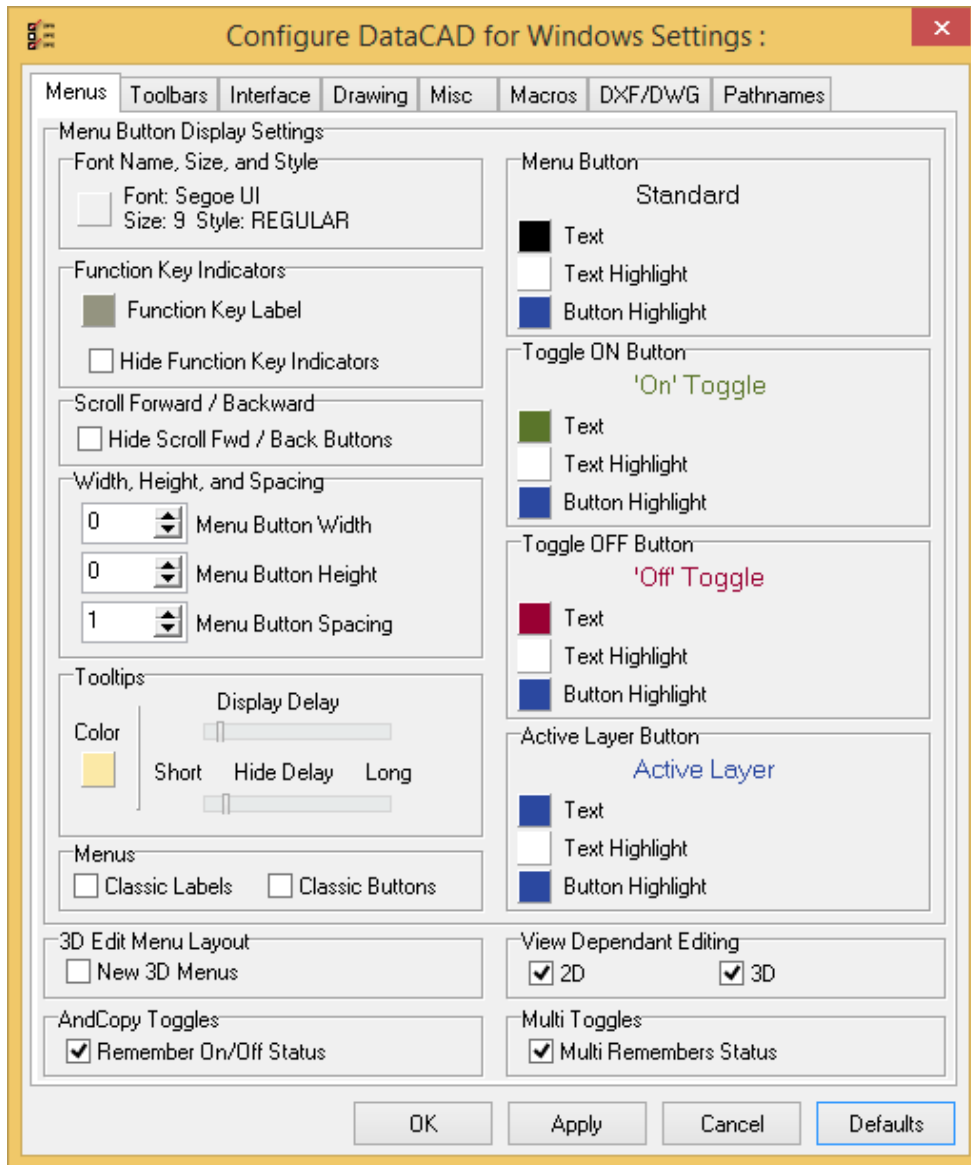 Configure DataCAD for Windows Settings :
Menus Toolbars Interface Drawing Misc Macros DXF/DWG Pathnames
Menu Button Display Settings
Font Name, Size, and Style
Font: Segoe UI
Size: 9 Style: REGULAR
Function Key Indicators
Function Key Label
Hide Function Key Indicators
Scroll Forward / Backward
Hide Scroll Fwd / Back Buttons
Width, Height, and Spacing
0 Menu Button Width
0 Menu Button Height
1 Menu Button Spacing
Tooltips
Display Delay
Color
Short Hide Delay Long
Menus
Classic Labels Classic Buttons
Menu Button
Standard
Text
Text Highlight
Button Highlight
Toggle ON Button
'On' Toggle
Text
Text Highlight
Button Highlight
Toggle OFF Button
'Off' Toggle
Text
Text Highlight
Button Highlight
Active Layer Button
Active Layer
Text
Text Highlight
Button Highlight
3D Edit Menu Layout
New 3D Menus
View Dependant Editing
2D 3D
AndCopy Toggles
Remember On/Off Status
Multi Toggles
Multi Remembers Status
OK Apply Cancel Defaults